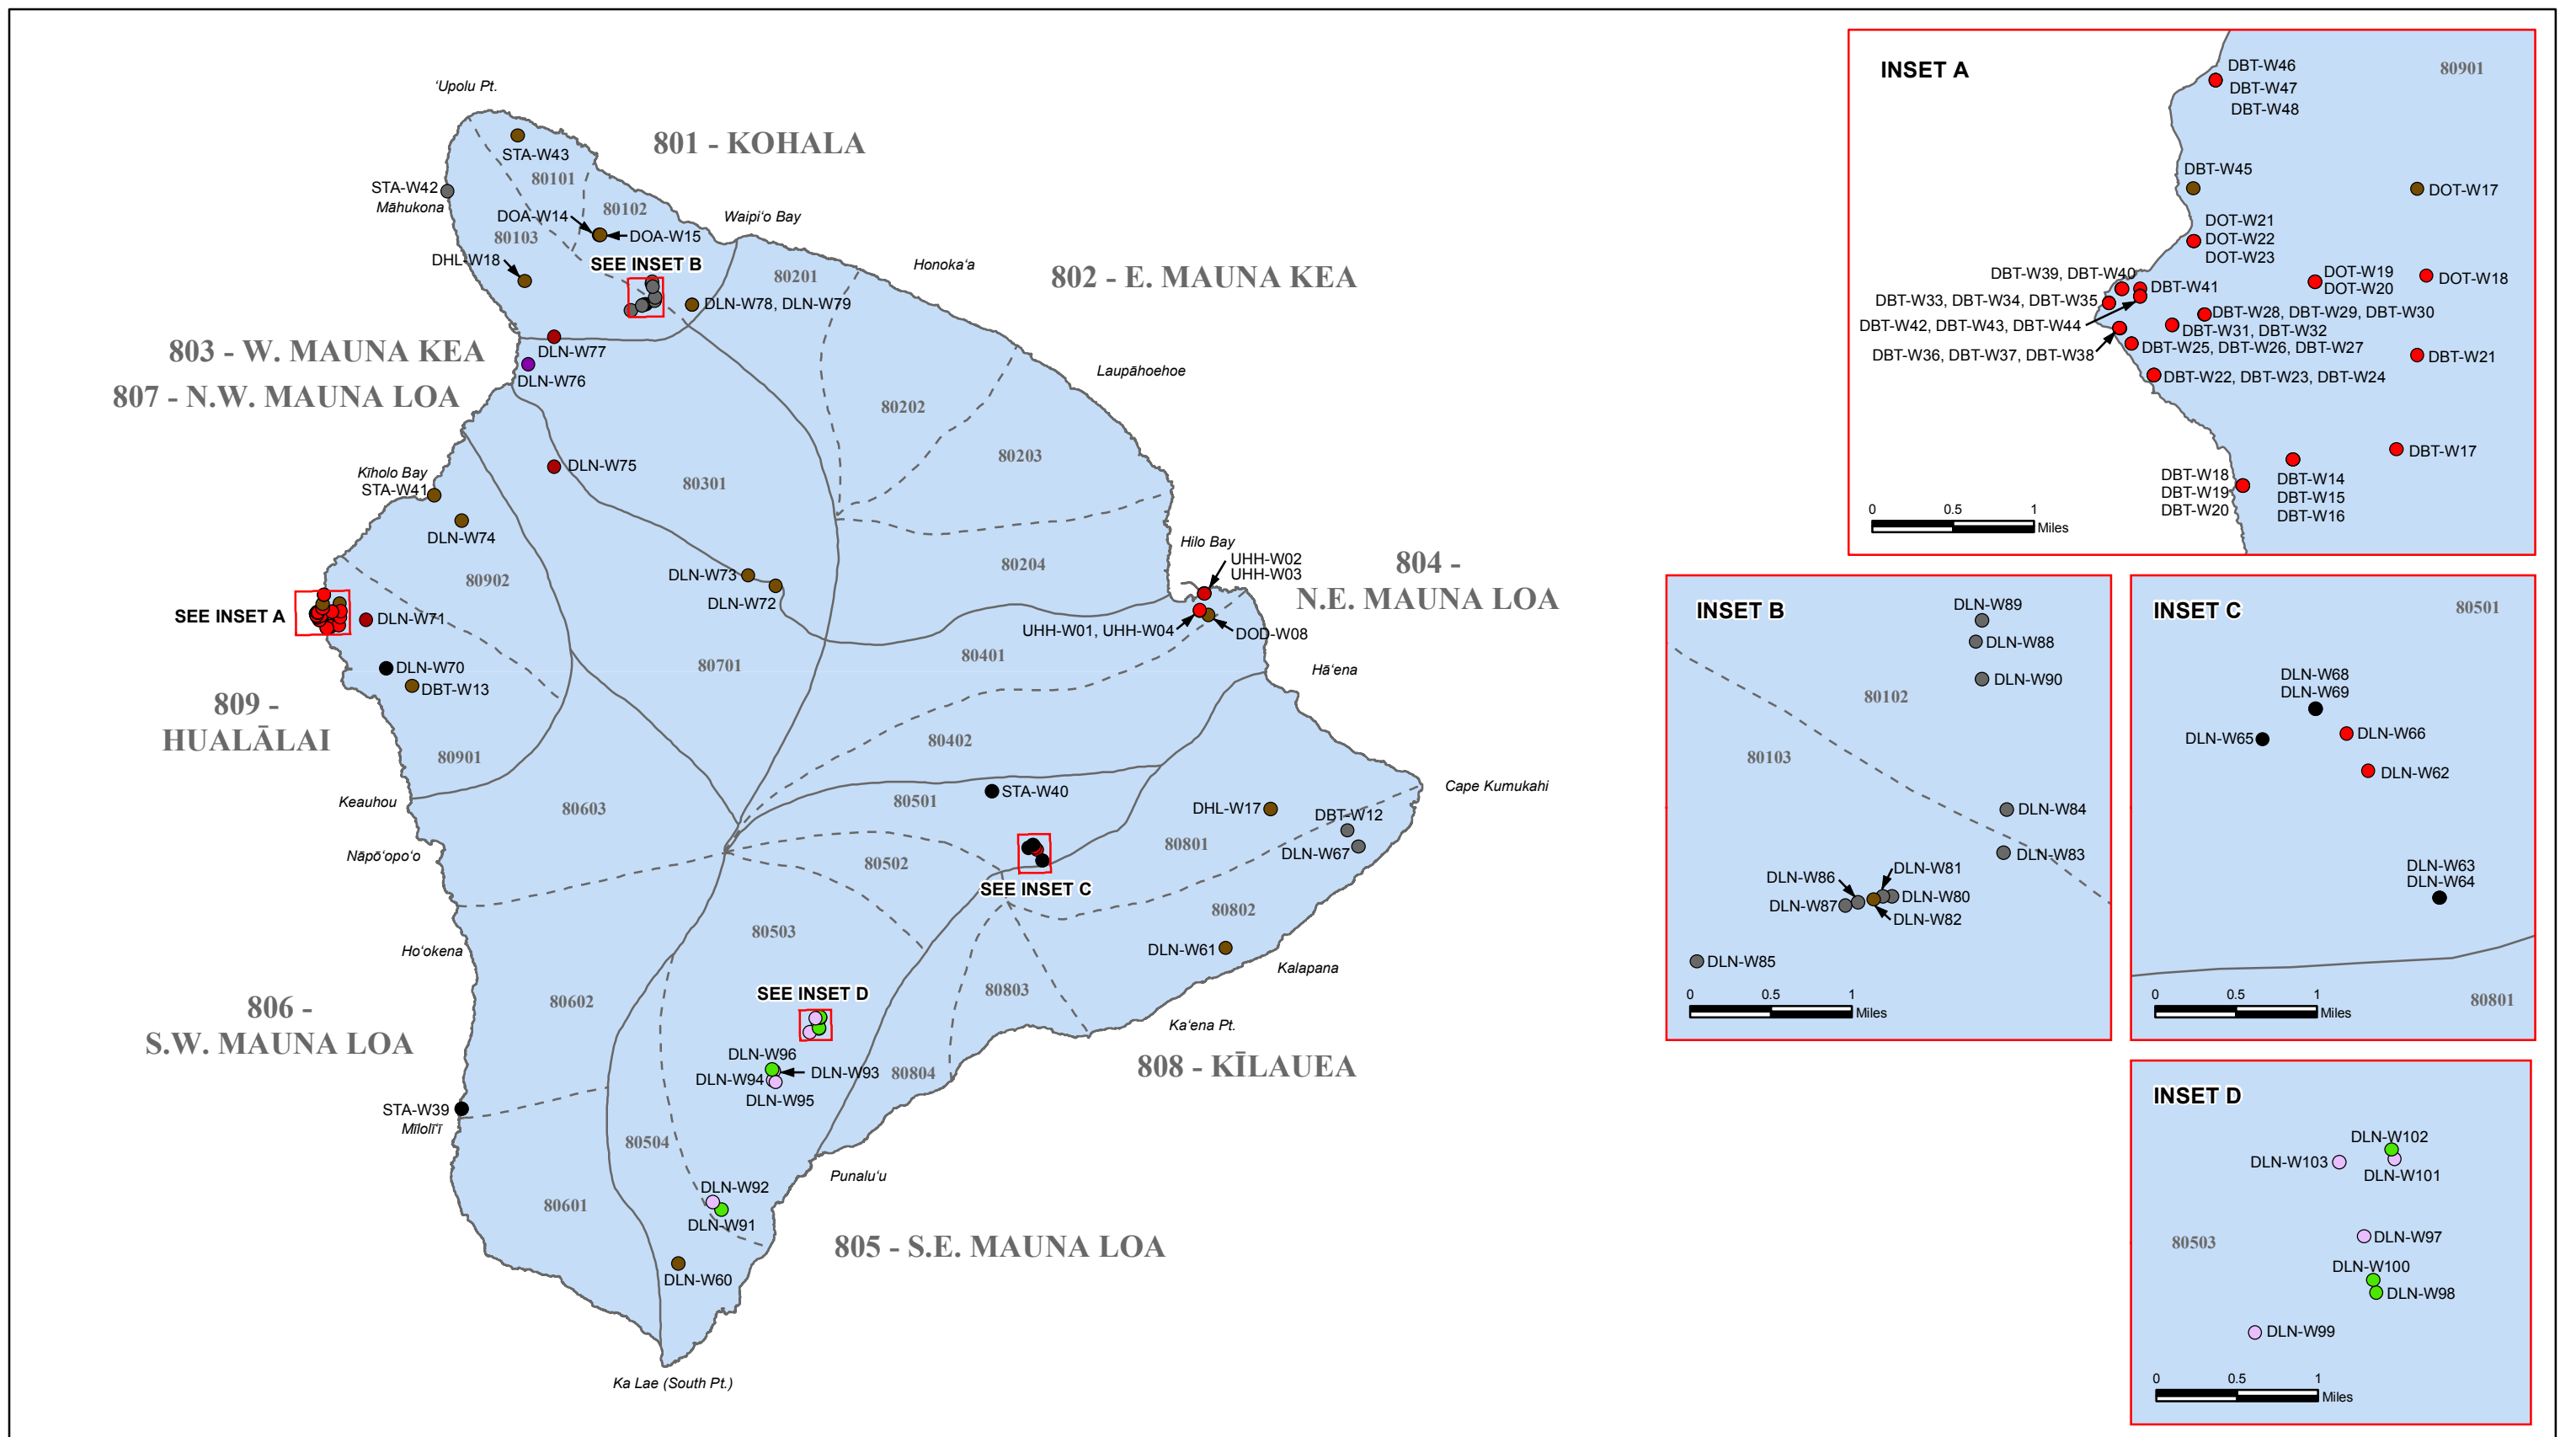 ʻUpolu Pt.
801 - KOHALA
STA-W43
80101
STA-W42
Māhukona
80102
DOA-W14
DOA-W15
Waipiʻo Bay
80103
DHL-W18
SEE INSET B
80201
Honokaʻa
802 - E. MAUNA KEA
DLN-W78, DLN-W79
803 - W. MAUNA KEA
DLN-W77
DLN-W76
807 - N.W. MAUNA LOA
Laupāhoehoe
80202
80203
Kīholo Bay
STA-W41
DLN-W75
80301
DLN-W74
80902
DLN-W73
DLN-W72
80204
Hilo Bay
UHH-W02
UHH-W03
804 -
N.E. MAUNA LOA
SEE INSET A
DLN-W71
UHH-W01, UHH-W04
DOD-W08
80401
80701
Hāʻena
DLN-W70
DBT-W13
809 -
HUALĀLAI
80402
80901
Keauhou
80603
80501
STA-W40
DHL-W17
DBT-W12
Cape Kumukahi
Nāpōʻopoʻo
80502
80801
DLN-W67
SEE INSET C
80503
80802
Hoʻokena
DLN-W61
Kalapana
806 -
S.W. MAUNA LOA
80602
SEE INSET D
80803
Kaʻena Pt.
DLN-W96
DLN-W93
DLN-W94
DLN-W95
80804
808 - KĪLAUEA
STA-W39
Mīloliʻī
80504
Punaluʻu
80601
DLN-W92
DLN-W91
805 - S.E. MAUNA LOA
DLN-W60
Ka Lae (South Pt.)
INSET A
80901
DBT-W46
DBT-W47
DBT-W48
DBT-W45
DOT-W17
DOT-W21
DOT-W22
DOT-W23
DBT-W39, DBT-W40
DBT-W41
DOT-W19
DOT-W20
DOT-W18
DBT-W33, DBT-W34, DBT-W35
DBT-W28, DBT-W29, DBT-W30
DBT-W42, DBT-W43, DBT-W44
DBT-W31, DBT-W32
DBT-W36, DBT-W37, DBT-W38
DBT-W25, DBT-W26, DBT-W27
DBT-W21
DBT-W22, DBT-W23, DBT-W24
DBT-W17
DBT-W18
DBT-W19
DBT-W20
DBT-W14
DBT-W15
DBT-W16
0 0.5 1
Miles
INSET B
DLN-W89
DLN-W88
DLN-W90
80102
80103
DLN-W84
DLN-W83
DLN-W81
DLN-W86
DLN-W80
DLN-W87
DLN-W82
DLN-W85
0 0.5 1
Miles
INSET C
80501
DLN-W68
DLN-W69
DLN-W65
DLN-W66
DLN-W62
DLN-W63
DLN-W64
80801
0 0.5 1
Miles
INSET D
DLN-W102
DLN-W103
DLN-W101
DLN-W97
80503
DLN-W100
DLN-W98
DLN-W99
0 0.5 1
Miles